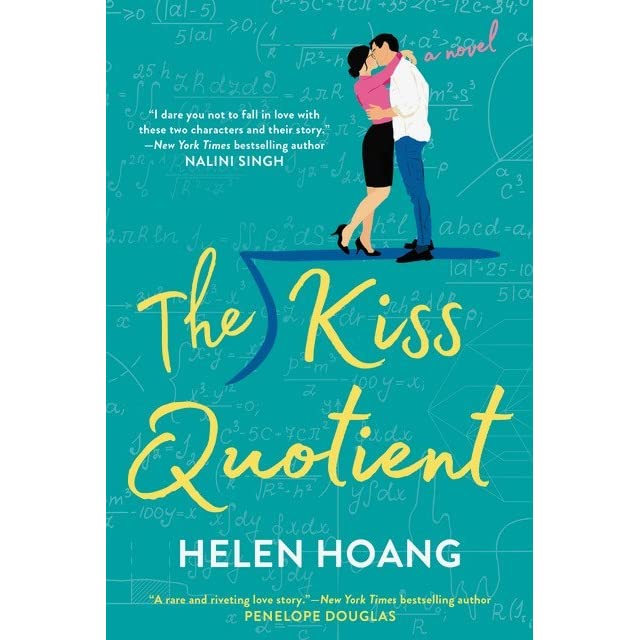 a novel
“I dare you not to fall in love with
these two characters and their story.”
—New York Times bestselling author
NALINI SINGH
The Kiss
Quotient
HELEN HOANG
“A rare and riveting love story.”—New York Times bestselling author
PENELOPE DOUGLAS